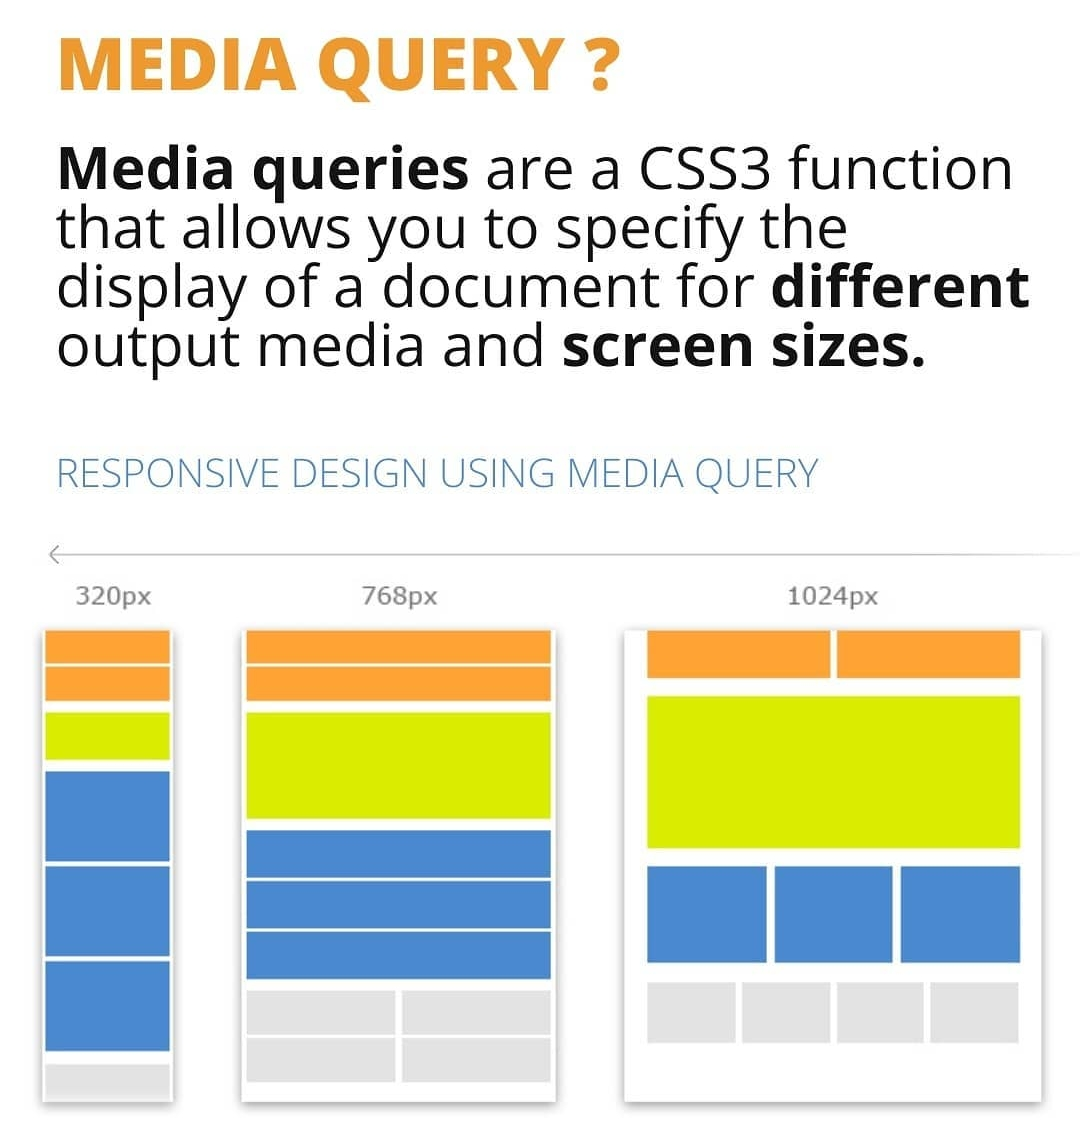 MEDIA QUERY ?
Media queries are a CSS3 function
that allows you to specify the
display of a document for different
output media and screen sizes.
RESPONSIVE DESIGN USING MEDIA QUERY
320px 768px 1024px